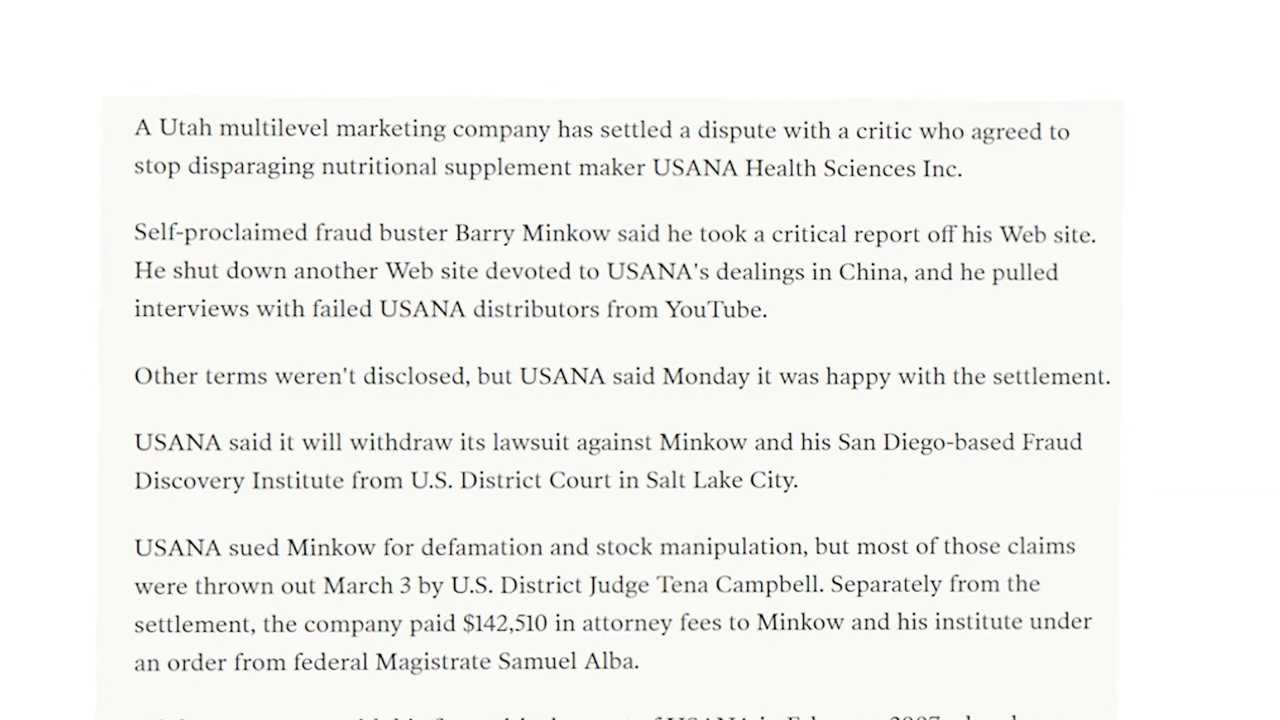 A Utah multilevel marketing company has settled a dispute with a critic who agreed to
stop disparaging nutritional supplement maker USANA Health Sciences Inc.
Self-proclaimed fraud buster Barry Minkow said he took a critical report off his Web site.
He shut down another Web site devoted to USANA's dealings in China, and he pulled
interviews with failed USANA distributors from YouTube.
Other terms weren't disclosed, but USANA said Monday it was happy with the settlement.
USANA said it will withdraw its lawsuit against Minkow and his San Diego-based Fraud
Discovery Institute from U.S. District Court in Salt Lake City.
USANA sued Minkow for defamation and stock manipulation, but most of those claims
were thrown out March 3 by U.S. District Judge Tena Campbell. Separately from the
settlement, the company paid $142,510 in attorney fees to Minkow and his institute under
an order from federal Magistrate Samuel Alba.